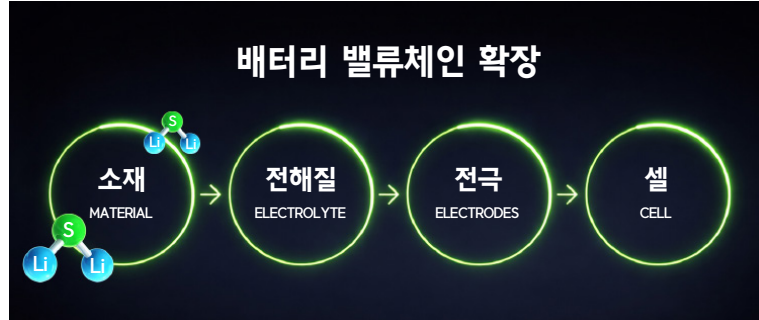 배터리 밸류체인 확장
S
Li
Li
소재
MATERIAL
S
Li
Li
전해질
ELECTROLYTE
전극
ELECTRODES
셀
CELL